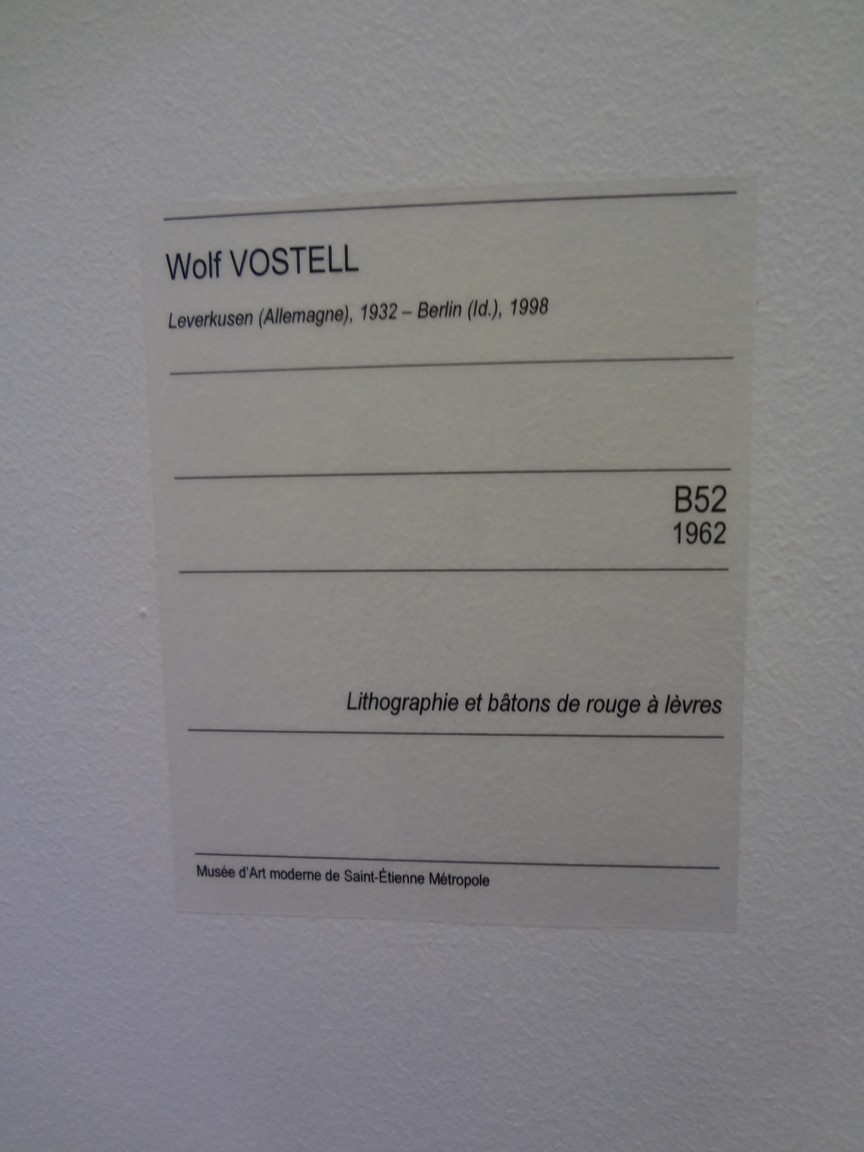 Wolf VOSTELL
Leverkusen (Allemagne), 1932 – Berlin (Id.), 1998
B52
1962
Lithographie et bâtons de rouge à lèvres
Musée d'Art moderne de Saint-Étienne Métropole